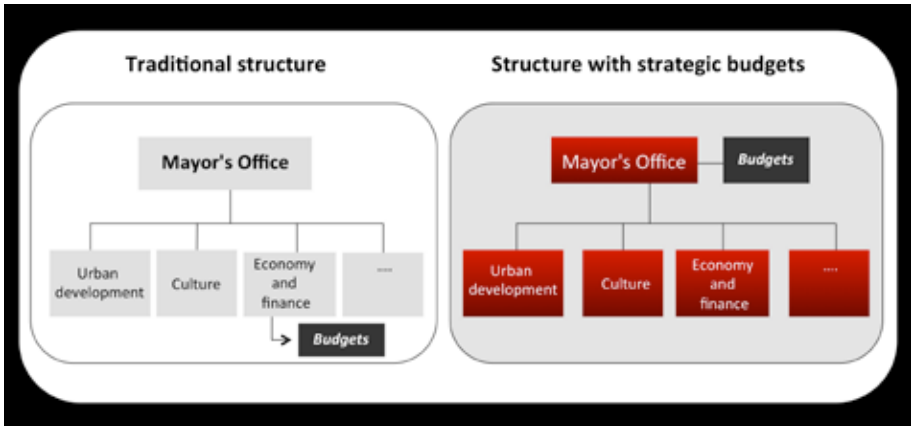 Traditional structure
Mayor's Office
Urban
development
Culture
Economy
and
finance
....
Budgets
Structure with strategic budgets
Mayor's Office
Budgets
Urban
development
Culture
Economy
and
finance
....